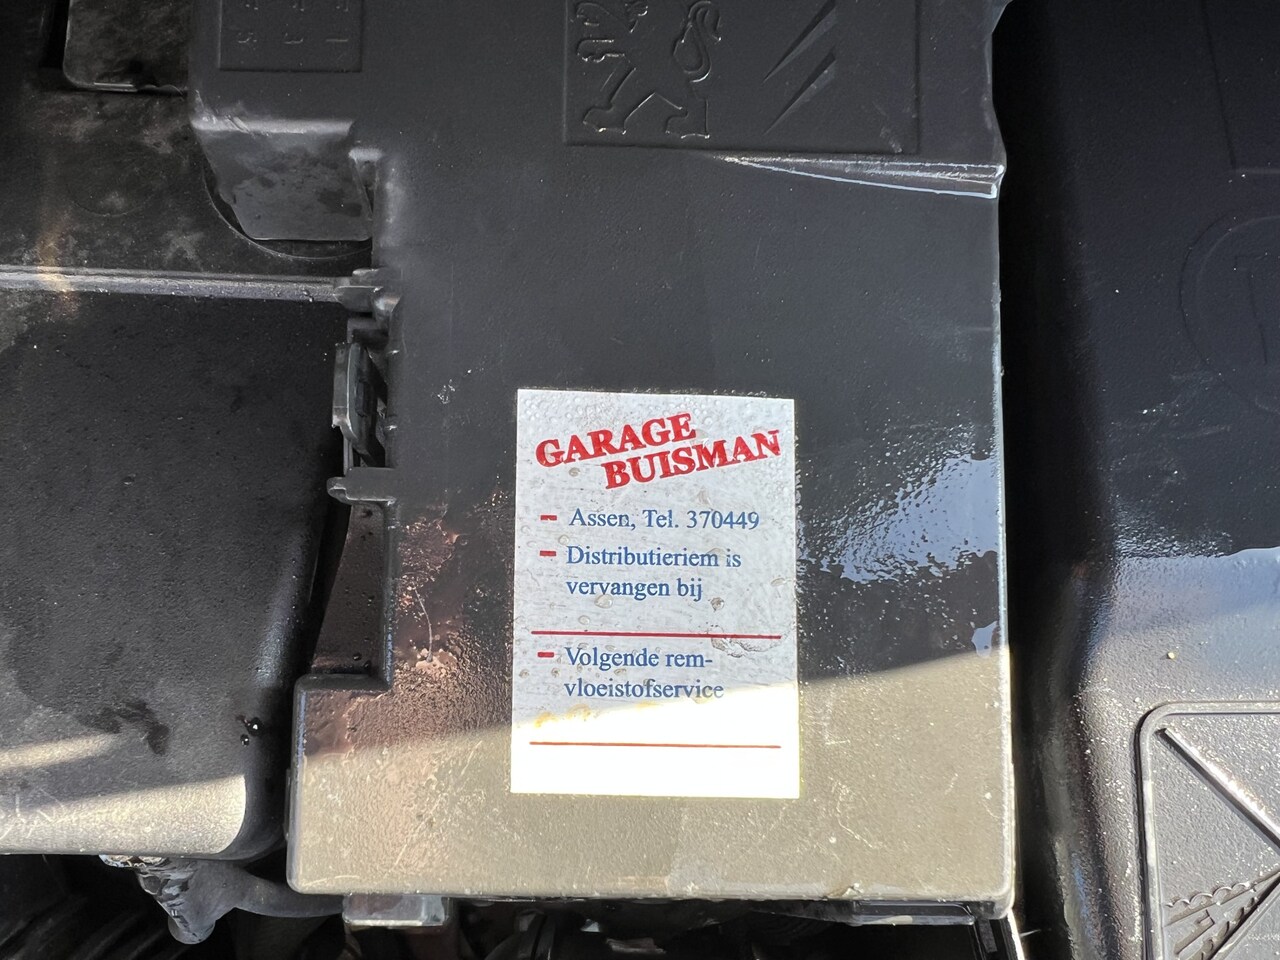 GARAGE
BUISMAN
- Assen, Tel. 370449
- Distributieriem is
vervangen bij
- Volgende rem-
vloeistofservice